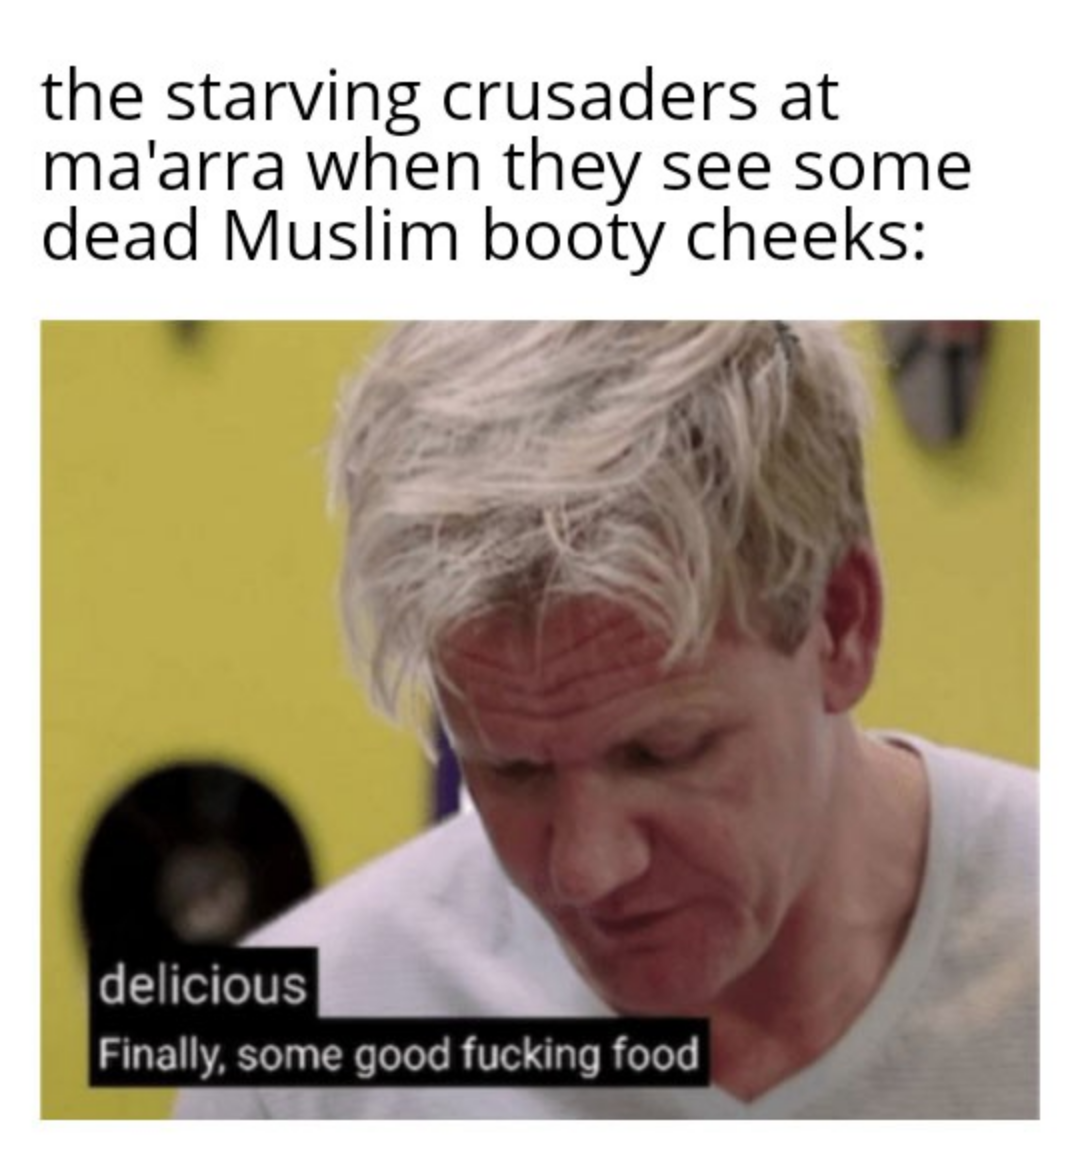 the starving crusaders at
ma'arra when they see some
dead Muslim booty cheeks:
delicious
Finally, some good fucking food